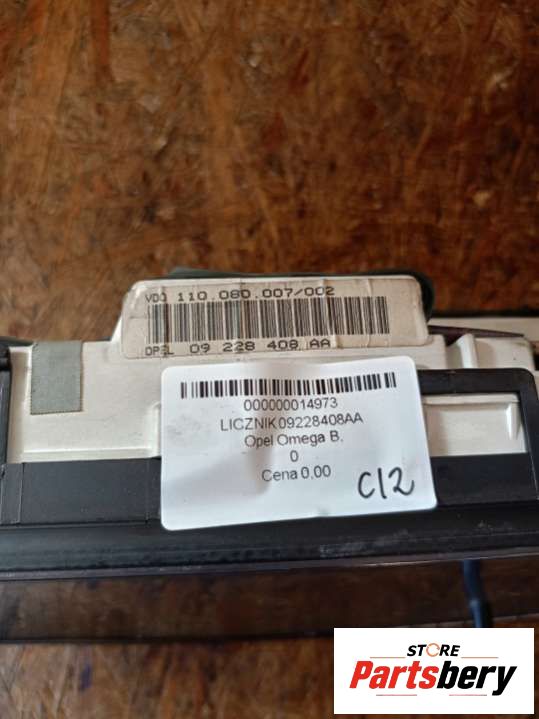 VDO 110.080.007/002
OPEL 09 228 408 AA
000000014973
LICZNIK 09228408AA
Opel Omega B.
0
Cena 0,00
C12
STORE
Partsbery